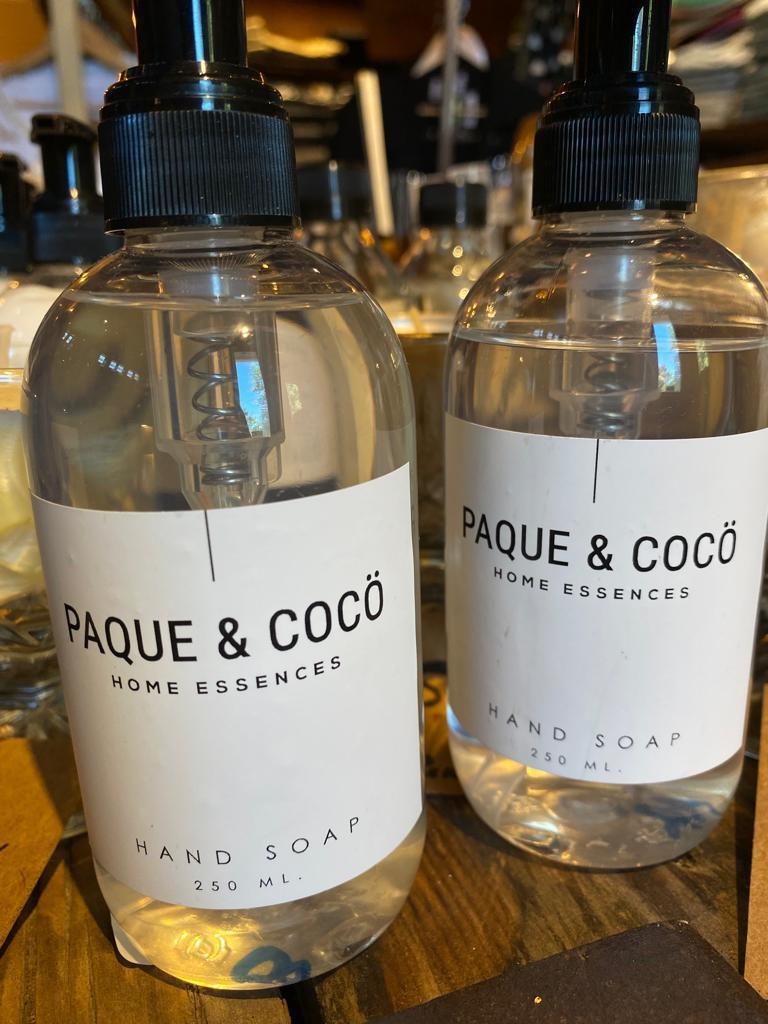 PAQUE & COCÖ
HOME ESSENCES
HAND SOAP
250 ML.
PAQUE & COCÖ
HOME ESSENCES
HAND SOAP
250 ML.